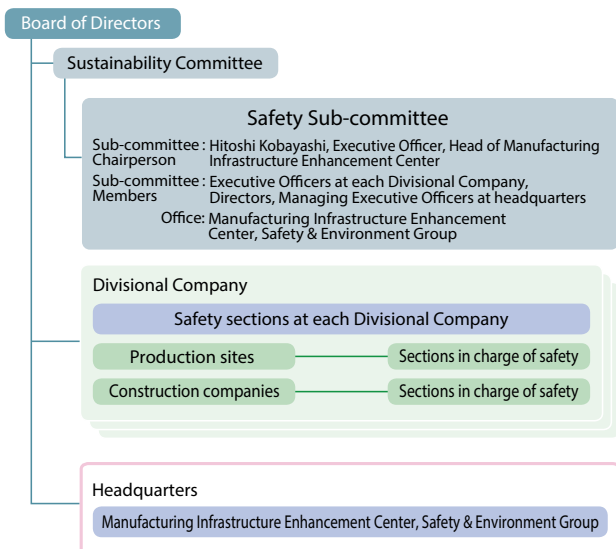 Board of Directors
Sustainability Committee
Safety Sub-committee
Sub-committee : Hitoshi Kobayashi, Executive Officer, Head of Manufacturing
Chairperson Infrastructure Enhancement Center
Sub-committee : Executive Officers at each Divisional Company,
Members Directors, Managing Executive Officers at headquarters
Office: Manufacturing Infrastructure Enhancement
Center, Safety & Environment Group
Divisional Company
Safety sections at each Divisional Company
Production sites Sections in charge of safety
Construction companies Sections in charge of safety
Headquarters
Manufacturing Infrastructure Enhancement Center, Safety & Environment Group